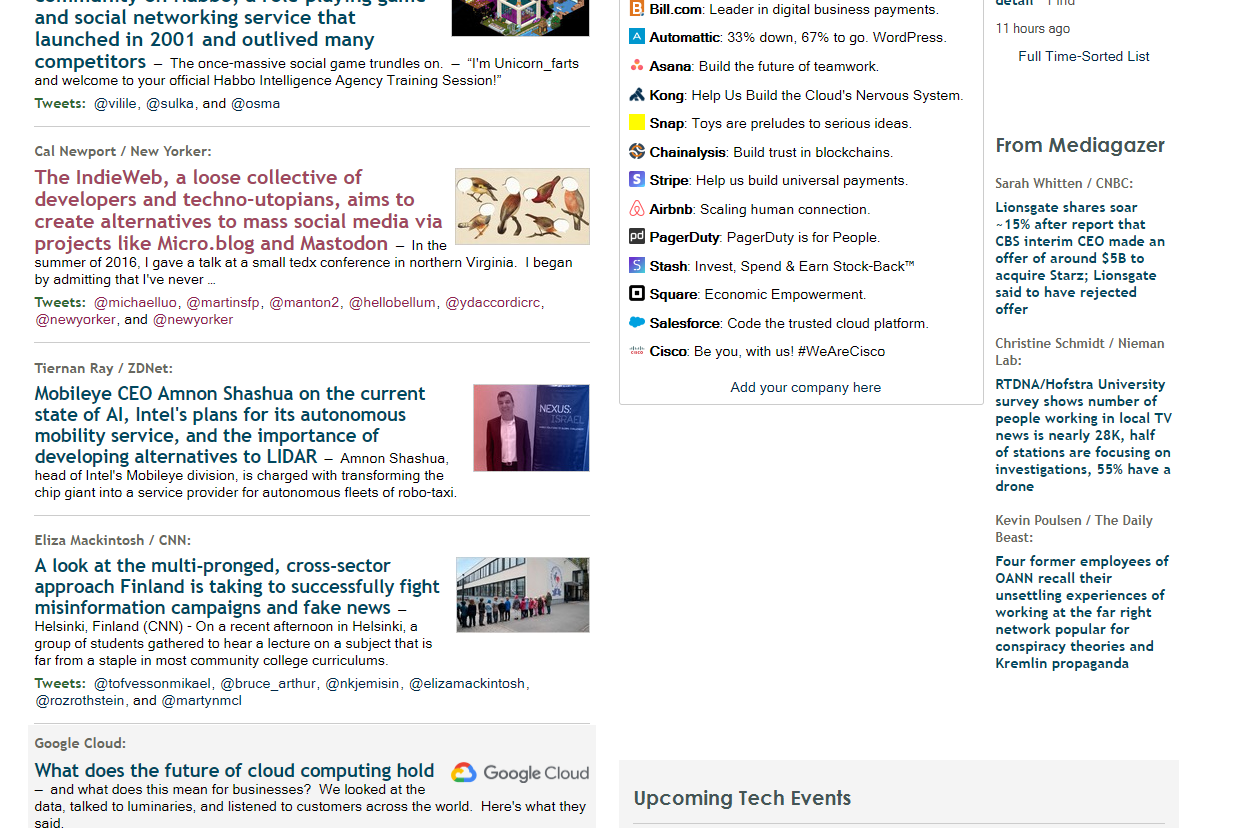 community on Habbo, a role playing game
and social networking service that
launched in 2001 and outlived many
competitors — The once-massive social game trundles on. — “I'm Unicorn_farts
and welcome to your official Habbo Intelligence Agency Training Session!”
Tweets: @vilile, @sulka, and @osma
Cal Newport / New Yorker:
The IndieWeb, a loose collective of
developers and techno-utopians, aims to
create alternatives to mass social media via
projects like Micro.blog and Mastodon — In the
summer of 2016, I gave a talk at a small tedx conference in northern Virginia. I began
by admitting that I've never ...
Tweets: @michaelluo, @martinsfp, @manton2, @hellobellum, @ydaccordicrc,
@newyorker, and @newyorker
Tiernan Ray / ZDNet:
Mobileye CEO Amnon Shashua on the current
state of AI, Intel's plans for its autonomous
mobility service, and the importance of
developing alternatives to LIDAR — Amnon Shashua,
head of Intel's Mobileye division, is charged with transforming the
chip giant into a service provider for autonomous fleets of robo-taxi.
NEXUS:
ISRAEL
Eliza Mackintosh / CNN:
A look at the multi-pronged, cross-sector
approach Finland is taking to successfully fight
misinformation campaigns and fake news —
Helsinki, Finland (CNN) - On a recent afternoon in Helsinki, a
group of students gathered to hear a lecture on a subject that is
far from a staple in most community college curriculums.
Tweets: @tofvessonmikael, @bruce_arthur, @nkjemisin, @elizamackintosh,
@rozrothstein, and @martynmcl
Google Cloud:
What does the future of cloud computing hold
Google Cloud
— and what does this mean for businesses? We looked at the
data, talked to luminaries, and listened to customers across the world. Here's what they
said.
B Bill.com: Leader in digital business payments.
A Automattic: 33% down, 67% to go. WordPress.
Asana: Build the future of teamwork.
Kong: Help Us Build the Cloud's Nervous System.
Snap: Toys are preludes to serious ideas.
Chainalysis: Build trust in blockchains.
S Stripe: Help us build universal payments.
Airbnb: Scaling human connection.
pd PagerDuty: PagerDuty is for People.
S Stash: Invest, Spend & Earn Stock-Back™
Square: Economic Empowerment.
Salesforce: Code the trusted cloud platform.
cisco Cisco: Be you, with us! #WeAreCisco
Add your company here
Upcoming Tech Events
detail Find
11 hours ago
Full Time-Sorted List
From Mediagazer
Sarah Whitten / CNBC:
Lionsgate shares soar
~15% after report that
CBS interim CEO made an
offer of around $5B to
acquire Starz; Lionsgate
said to have rejected
offer
Christine Schmidt / Nieman
Lab:
RTDNA/Hofstra University
survey shows number of
people working in local TV
news is nearly 28K, half
of stations are focusing on
investigations, 55% have a
drone
Kevin Poulsen / The Daily
Beast:
Four former employees of
OANN recall their
unsettling experiences of
working at the far right
network popular for
conspiracy theories and
Kremlin propaganda